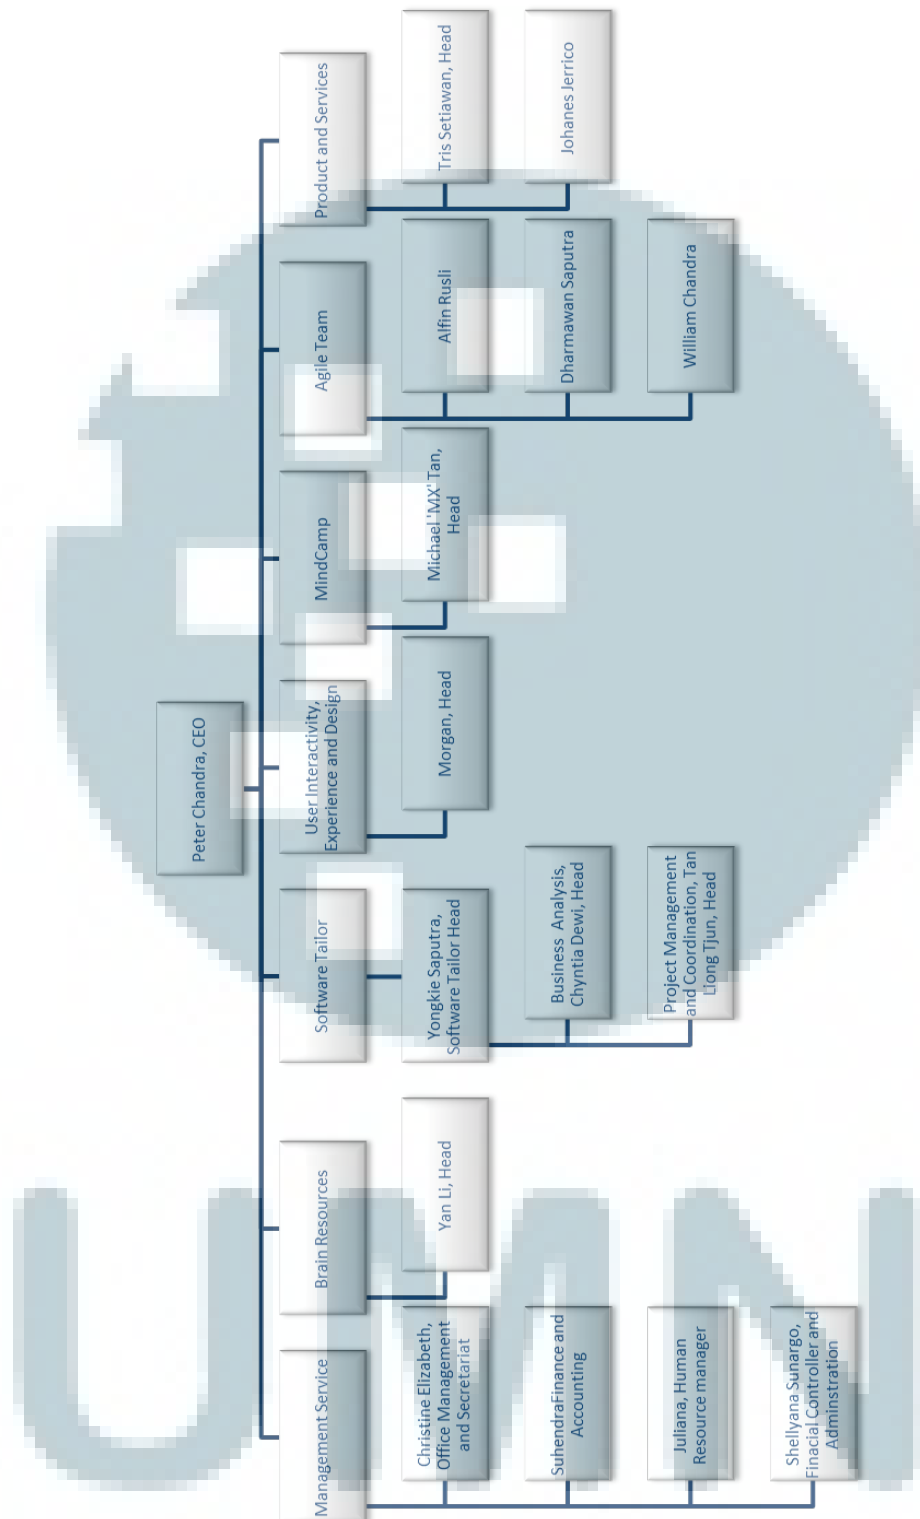 Peter Chandra, CEO
Management Service
Christine Elizabeth,
Office Management
and Secretariat
SuhendraFinance and
Accounting
Juliana, Human
Resource manager
Shellyana Sunargo,
Finacial Controller and
Adminstration
Brain Resources
Yan Li, Head
Software Tailor
Yongkie Saputra,
Software Tailor Head
Business Analysis,
Chyntia Dewi, Head
Project Management
and Coordination, Tan
Liong Tjun, Head
User Interactivity,
Experience and Design
Morgan, Head
MindCamp
Michael 'MX' Tan,
Head
Agile Team
Alfin Rusli
Dharmawan Saputra
William Chandra
Product and Services
Tris Setiawan, Head
Johanes Jerrico
UMN